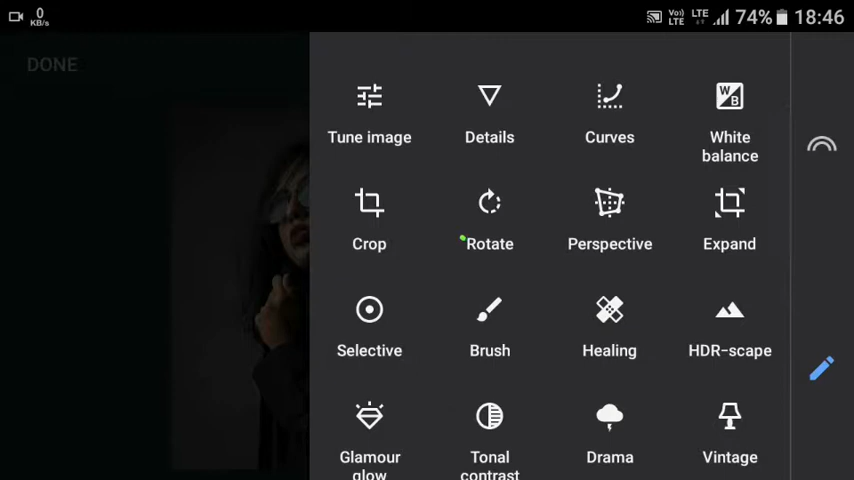 0
KB/s
Vo)
LTE
LTE
74%
18:46
DONE
Tune image
Details
Curves
W
B
White
balance
Crop
Rotate
Perspective
Expand
Selective
Brush
Healing
HDR-scape
Glamour
glow
Tonal
contrast
Drama
Vintage